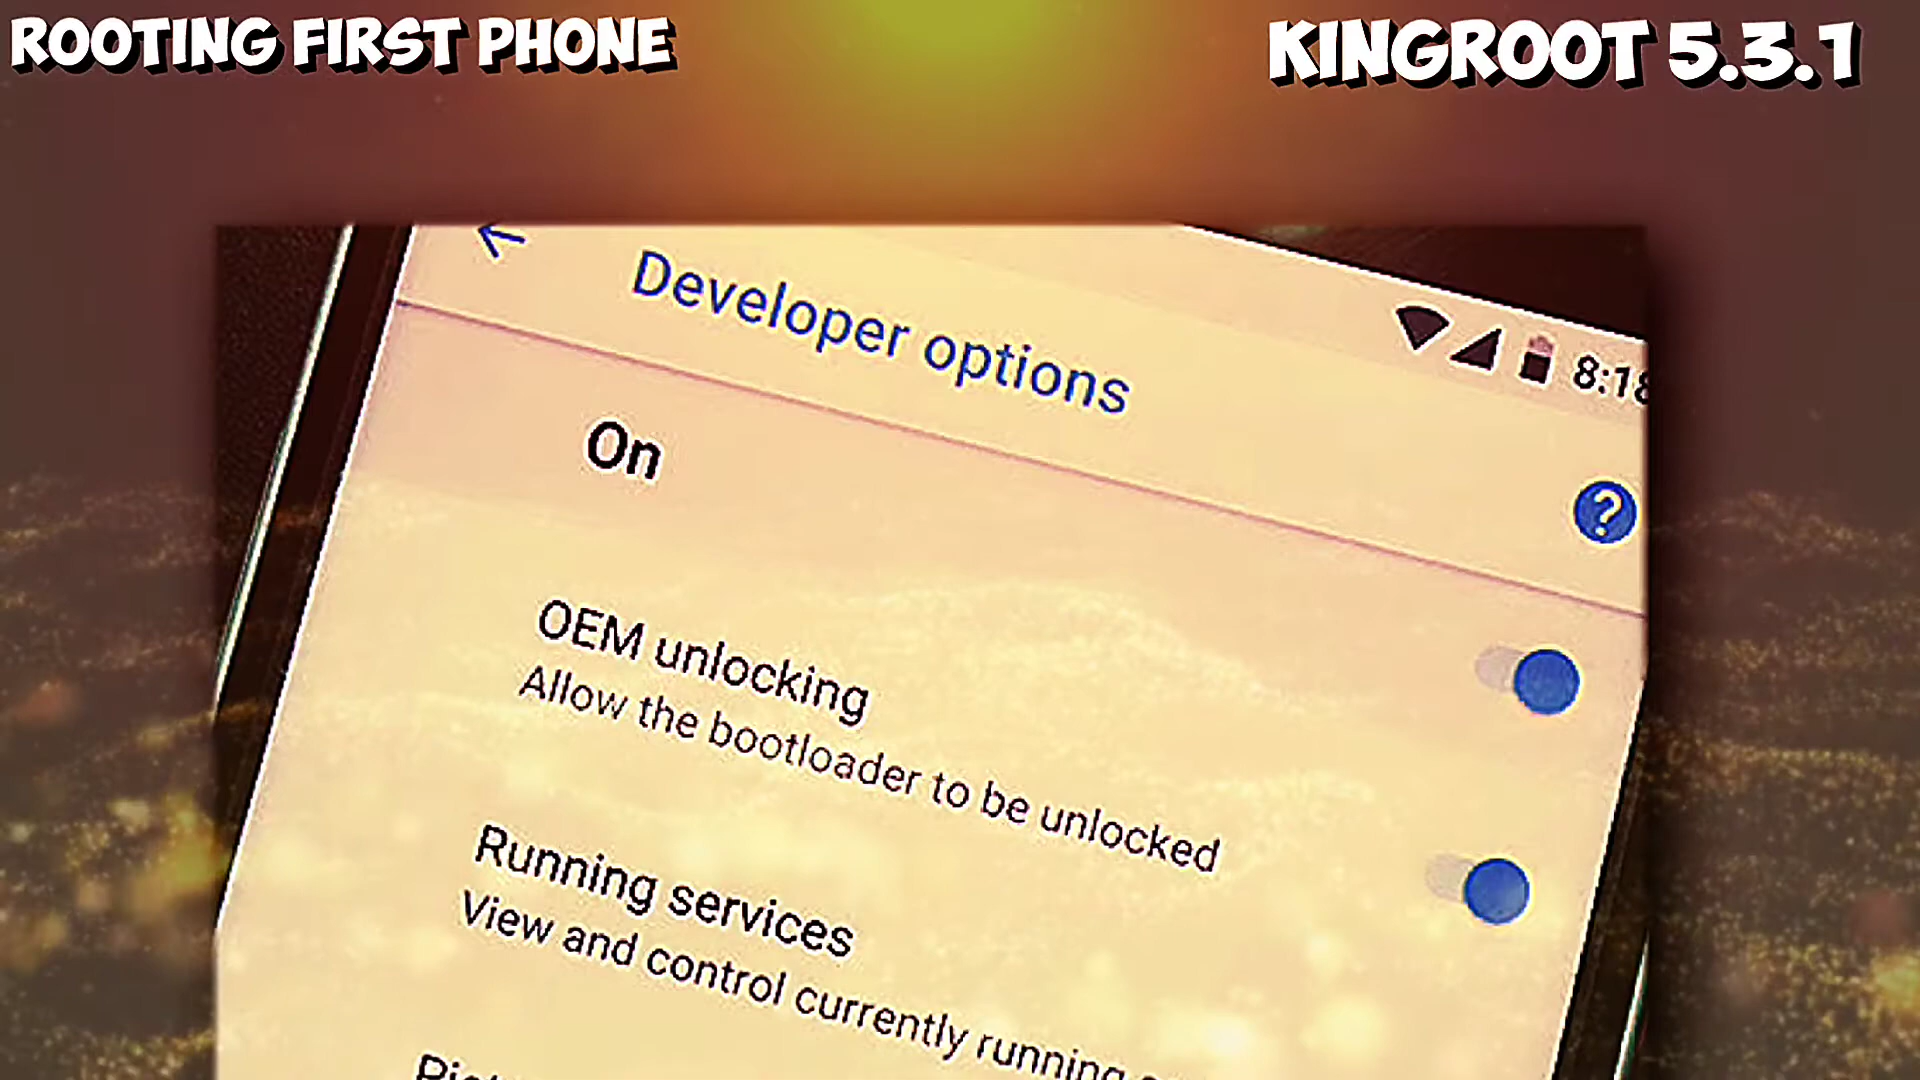 ROOTING FIRST PHONE
KINGROOT 5.3.1
8:18
Developer options
On
OEM unlocking
Allow the bootloader to be unlocked
Running services
View and control currently running